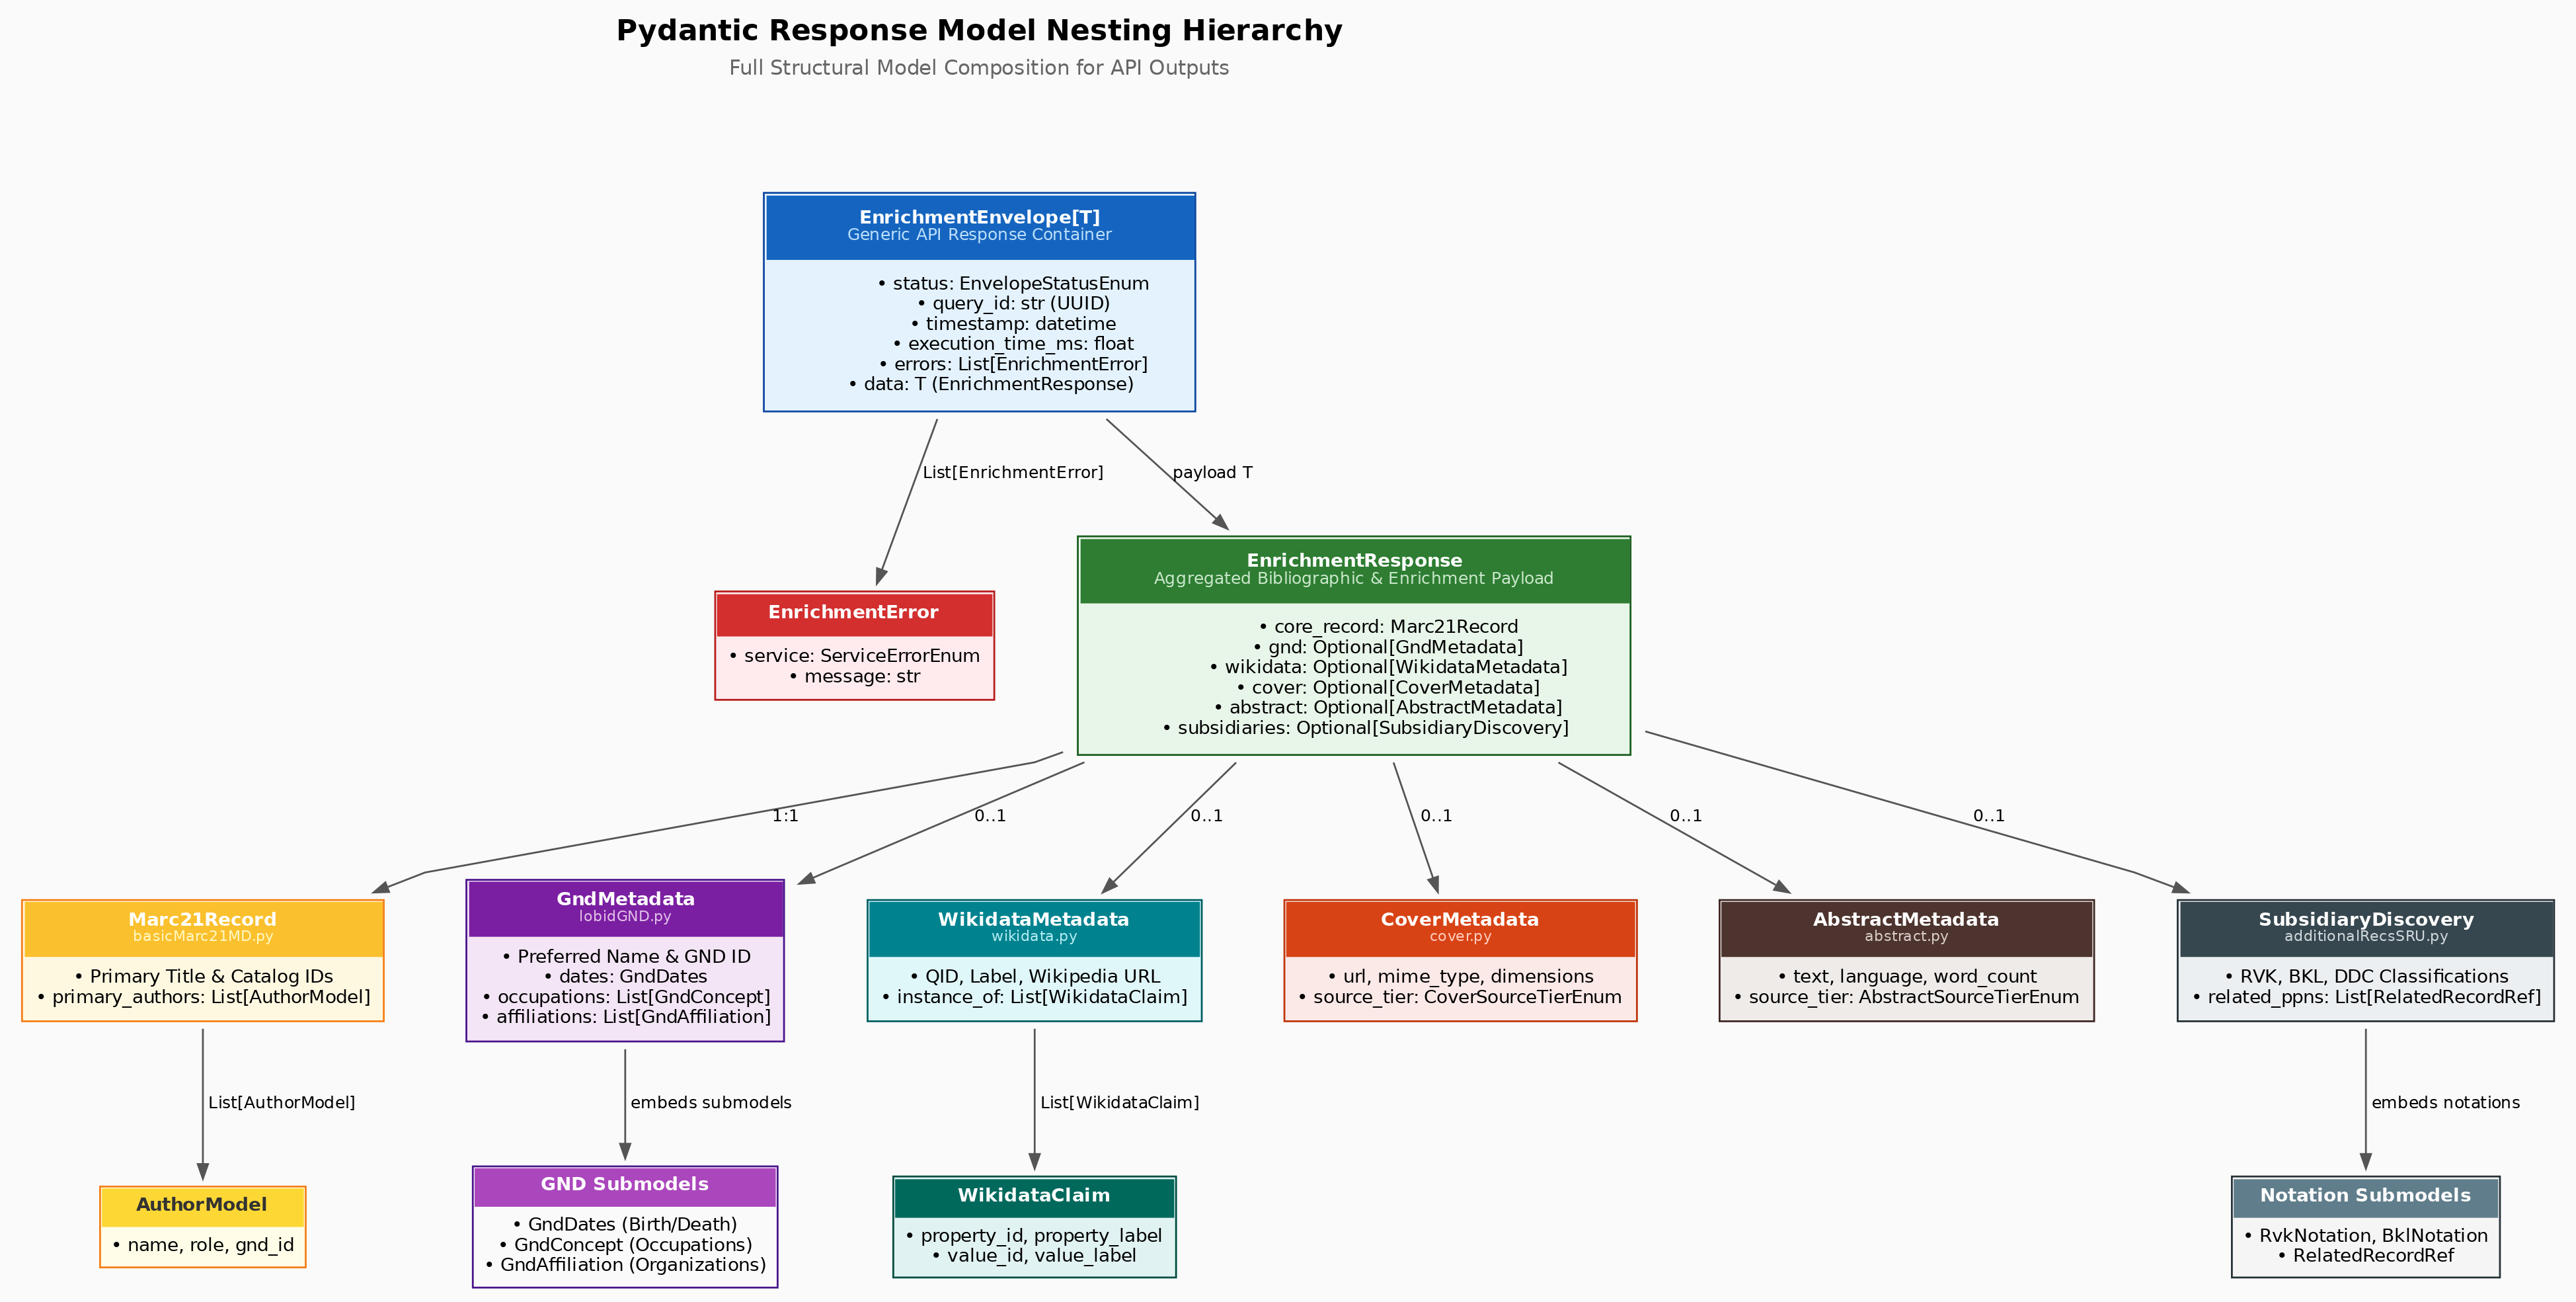 Pydantic Response Model Nesting Hierarchy
Full Structural Model Composition for API Outputs
EnrichmentEnvelope[T]
Generic API Response Container
• status: EnvelopeStatusEnum
• query_id: str (UUID)
• timestamp: datetime
• execution_time_ms: float
• errors: List[EnrichmentError]
• data: T (EnrichmentResponse)
List[EnrichmentError]
payload T
EnrichmentError
• service: ServiceErrorEnum
• message: str
EnrichmentResponse
Aggregated Bibliographic & Enrichment Payload
• core_record: Marc21Record
• gnd: Optional[GndMetadata]
• wikidata: Optional[WikidataMetadata]
• cover: Optional[CoverMetadata]
• abstract: Optional[AbstractMetadata]
• subsidiaries: Optional[SubsidiaryDiscovery]
1:1
0..1
0..1
0..1
0..1
0..1
Marc21Record
basicMarc21MD.py
• Primary Title & Catalog IDs
• primary_authors: List[AuthorModel]
GndMetadata
lobidGND.py
• Preferred Name & GND ID
• dates: GndDates
• occupations: List[GndConcept]
• affiliations: List[GndAffiliation]
WikidataMetadata
wikidata.py
• QID, Label, Wikipedia URL
• instance_of: List[WikidataClaim]
CoverMetadata
cover.py
• url, mime_type, dimensions
• source_tier: CoverSourceTierEnum
AbstractMetadata
abstract.py
• text, language, word_count
• source_tier: AbstractSourceTierEnum
SubsidiaryDiscovery
additionalRecsSRU.py
• RVK, BKL, DDC Classifications
• related_ppns: List[RelatedRecordRef]
List[AuthorModel]
embeds submodels
List[WikidataClaim]
embeds notations
AuthorModel
• name, role, gnd_id
GND Submodels
• GndDates (Birth/Death)
• GndConcept (Occupations)
• GndAffiliation (Organizations)
WikidataClaim
• property_id, property_label
• value_id, value_label
Notation Submodels
• RvkNotation, BklNotation
• RelatedRecordRef